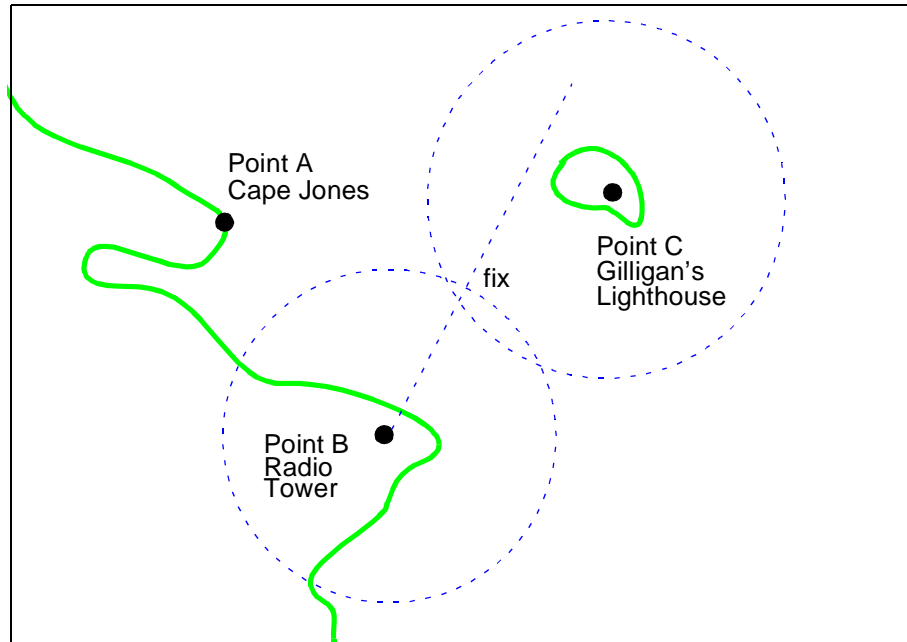 Point A
Cape Jones
fix
Point C
Gilligan's
Lighthouse
Point B
Radio
Tower